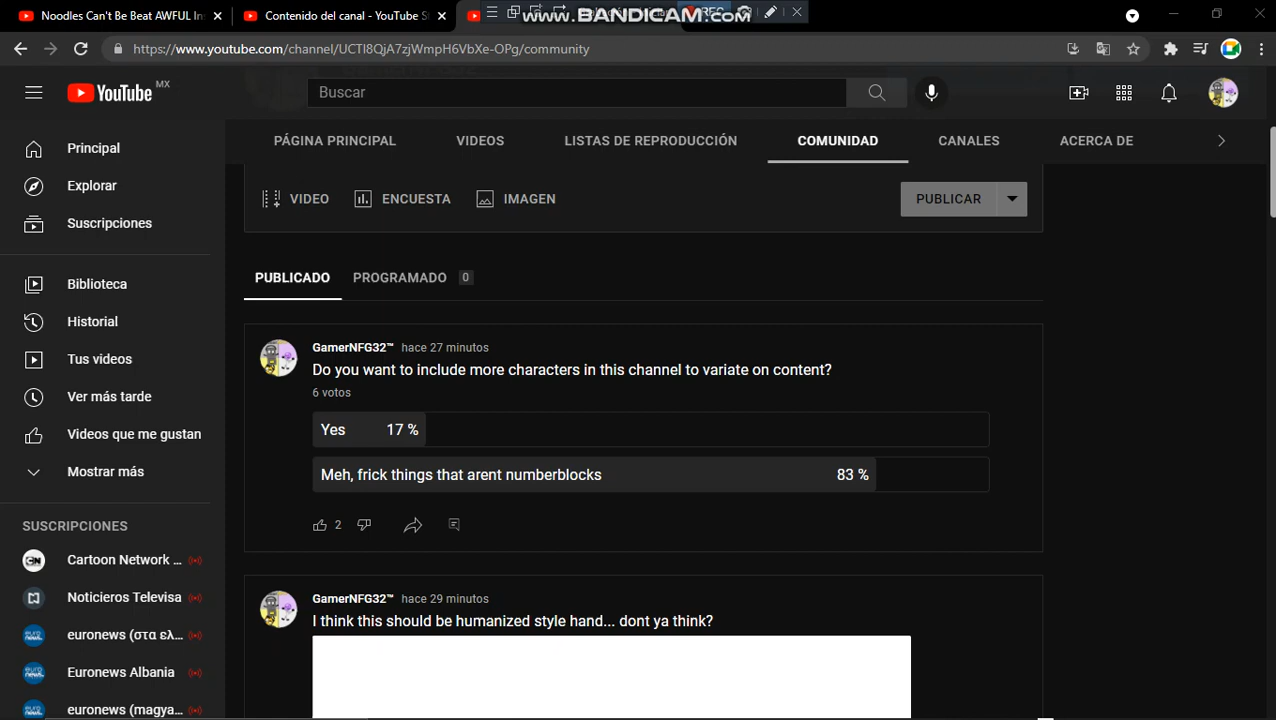 Noodles Can't Be Beat AWFUL In
Contenido del canal - YouTube S
www.BANDICAM.com
REC
https://www.youtube.com/channel/UCTl8QjA7zjWmpH6VbXe-OPg/community
YouTube MX
Buscar
PÁGINA PRINCIPAL
VIDEOS
LISTAS DE REPRODUCCIÓN
COMUNIDAD
CANALES
ACERCA DE
Principal
Explorar
Suscripciones
Biblioteca
Historial
Tus videos
Ver más tarde
Videos que me gustan
Mostrar más
SUSCRIPCIONES
Cartoon Network ...
Noticieros Televisa
euronews (στα ελ...
Euronews Albania
euronews (magya...
VIDEO
ENCUESTA
IMAGEN
PUBLICAR
PUBLICADO
PROGRAMADO 0
GamerNFG32™ hace 27 minutos
Do you want to include more characters in this channel to variate on content?
6 votos
Yes 17 %
Meh, frick things that arent numberblocks 83 %
2
GamerNFG32™ hace 29 minutos
I think this should be humanized style hand... dont ya think?